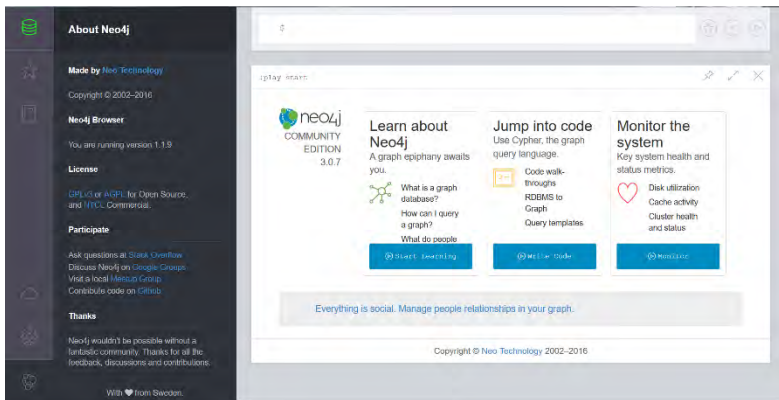 About Neo4j
Made by Neo Technology
Copyright © 2002–2016
Neo4j Browser
You are running version 1.1.9
License
GPLv3 or AGPL for Open Source,
and NTCL Commercial.
Participate
Ask questions at Stack Overflow
Discuss Neo4j on Google Groups
Visit a local Meetup Group
Contribute code on Github
Thanks
Neo4j wouldn't be possible without a
fantastic community. Thanks for all the
feedback, discussions and contributions.
With ♥ from Sweden.
$
:play start
neo4j
COMMUNITY
EDITION
3.0.7
Learn about
Neo4j
A graph epiphany awaits
you.
What is a graph
database?
How can I query
a graph?
What do people
Start Learning
Jump into code
Use Cypher, the graph
query language.
Code walk-
throughs
RDBMS to
Graph
Query templates
Write Code
Monitor the
system
Key system health and
status metrics.
Disk utilization
Cache activity
Cluster health
and status
Monitor
Everything is social. Manage people relationships in your graph.
Copyright © Neo Technology 2002–2016